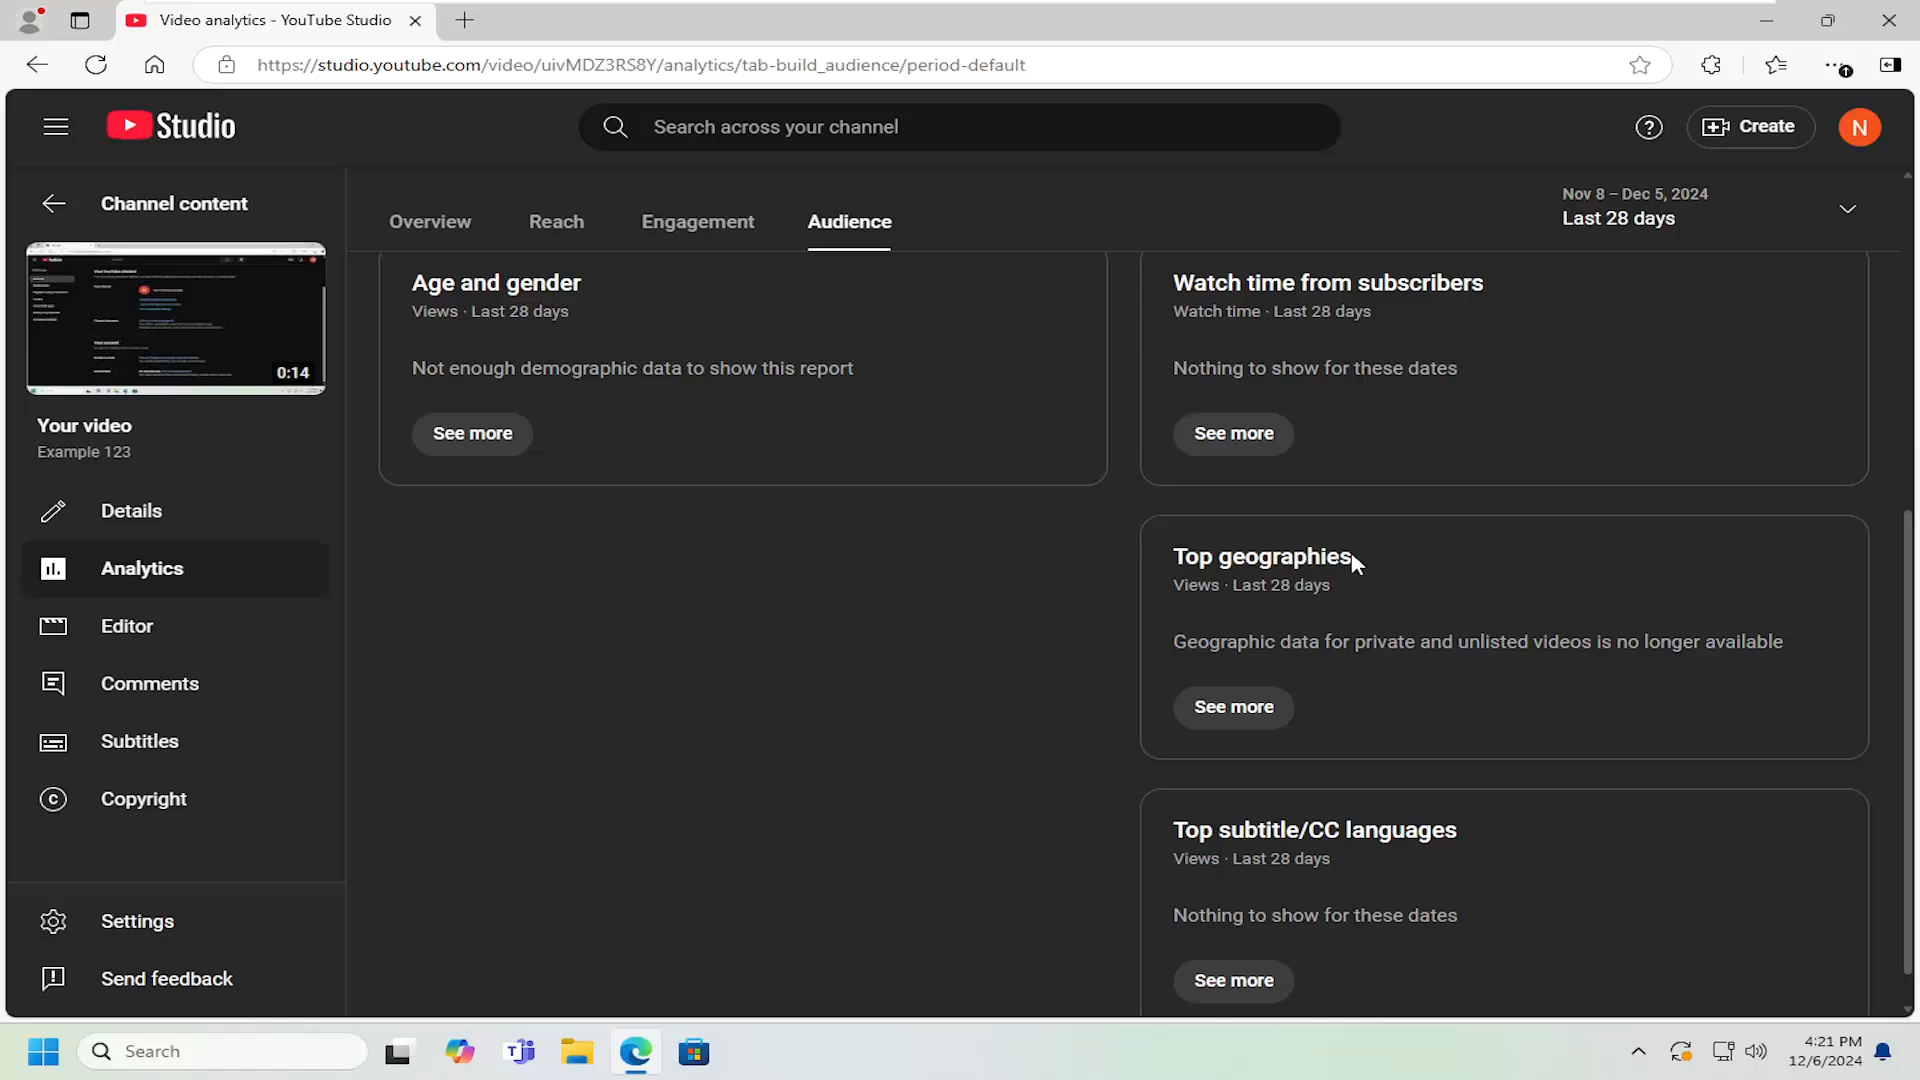 Video analytics - YouTube Studio
https://studio.youtube.com/video/uivMDZ3RS8Y/analytics/tab-build_audience/period-default
Studio
Search across your channel
Create
N
Channel content
0:14
Your video
Example 123
Details
Analytics
Editor
Comments
Subtitles
Copyright
Settings
Send feedback
Overview
Reach
Engagement
Audience
Nov 8 – Dec 5, 2024
Last 28 days
Age and gender
Views · Last 28 days
Not enough demographic data to show this report
See more
Watch time from subscribers
Watch time · Last 28 days
Nothing to show for these dates
See more
Top geographies
Views · Last 28 days
Geographic data for private and unlisted videos is no longer available
See more
Top subtitle/CC languages
Views · Last 28 days
Nothing to show for these dates
See more
Search
4:21 PM
12/6/2024